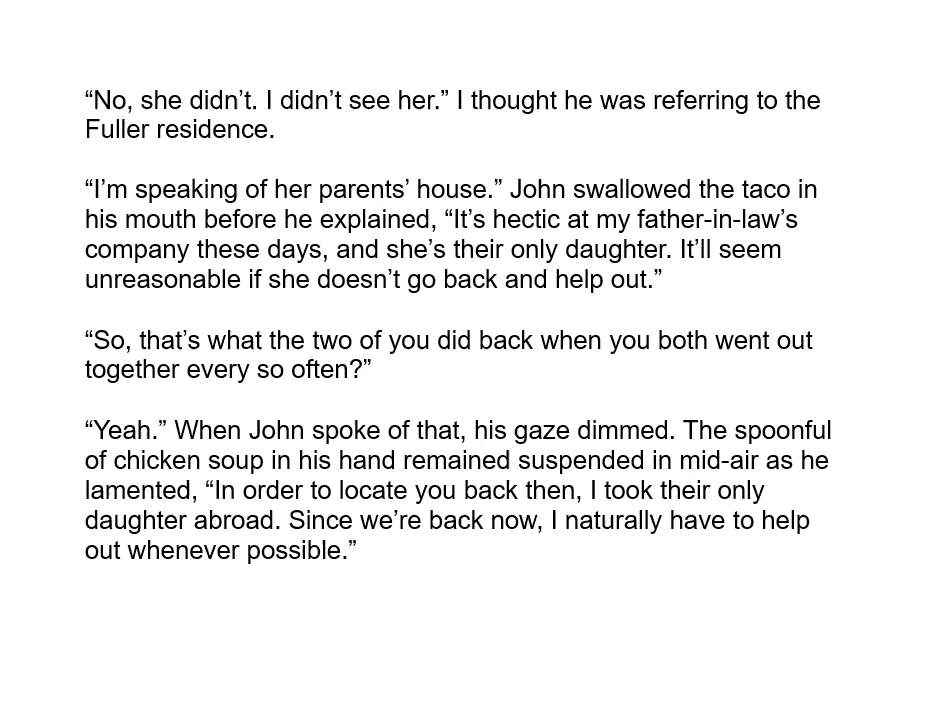 “No, she didn’t. I didn’t see her.” I thought he was referring to the
Fuller residence.
“I’m speaking of her parents’ house.” John swallowed the taco in
his mouth before he explained, “It’s hectic at my father-in-law’s
company these days, and she’s their only daughter. It’ll seem
unreasonable if she doesn’t go back and help out.”
“So, that’s what the two of you did back when you both went out
together every so often?”
“Yeah.” When John spoke of that, his gaze dimmed. The spoonful
of chicken soup in his hand remained suspended in mid-air as he
lamented, “In order to locate you back then, I took their only
daughter abroad. Since we’re back now, I naturally have to help
out whenever possible.”